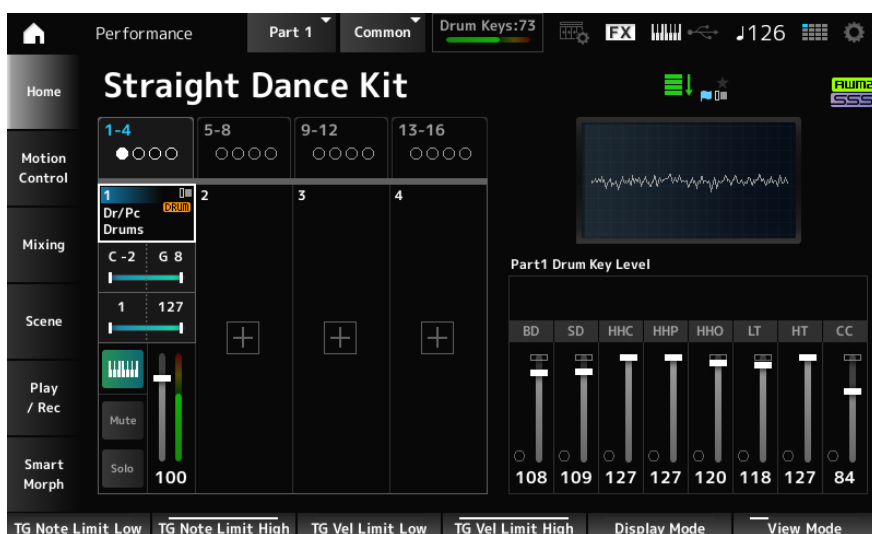 Performance
Part 1
Common
Drum Keys:73
FX
♩126
Home
Straight Dance Kit
AWM2
SSS
1-4
5-8
9-12
13-16
Motion
Control
1
2
3
4
DRUM
Dr/Pc
Drums
Mixing
C -2
G 8
Part1 Drum Key Level
1
127
Scene
BD
SD
HHC
HHP
HHO
LT
HT
CC
Play
/ Rec
Mute
Smart
Morph
Solo
100
108
109
127
127
120
118
127
84
TG Note Limit Low
TG Note Limit High
TG Vel Limit Low
TG Vel Limit High
Display Mode
View Mode